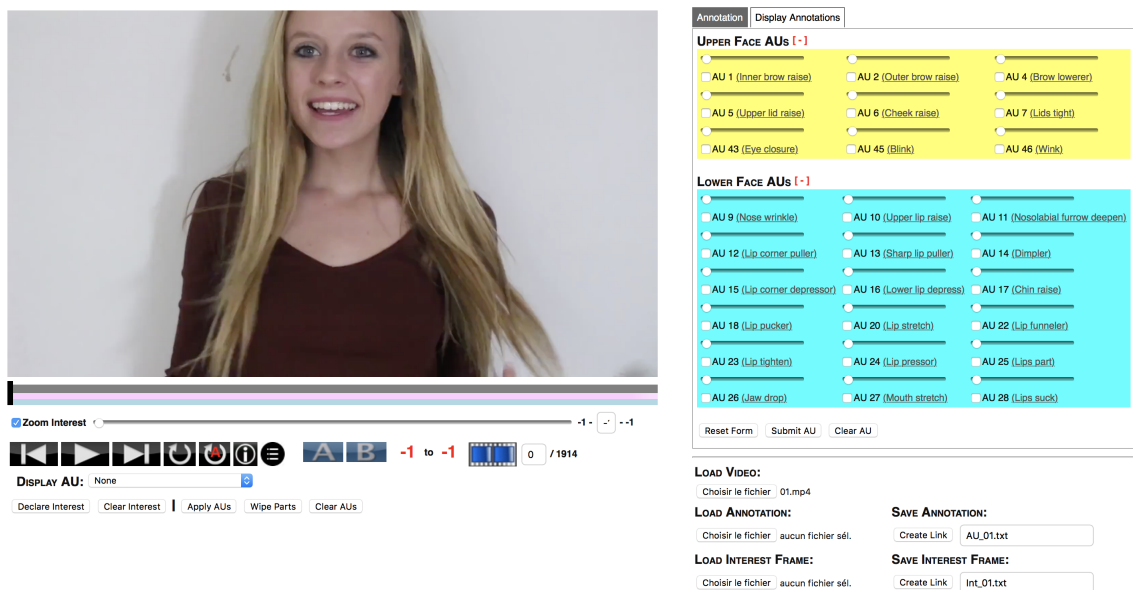 Annotation Display Annotations
UPPER FACE AUS [-]
AU 1 (Inner brow raise) AU 2 (Outer brow raise) AU 4 (Brow lowerer)
AU 5 (Upper lid raise) AU 6 (Cheek raise) AU 7 (Lids tight)
AU 43 (Eye closure) AU 45 (Blink) AU 46 (Wink)
LOWER FACE AUS [-]
AU 9 (Nose wrinkle) AU 10 (Upper lip raise) AU 11 (Nosolabial furrow deepen)
AU 12 (Lip corner puller) AU 13 (Sharp lip puller) AU 14 (Dimpler)
AU 15 (Lip corner depressor) AU 16 (Lower lip depress) AU 17 (Chin raise)
AU 18 (Lip pucker) AU 20 (Lip stretch) AU 22 (Lip funneler)
AU 23 (Lip tighten) AU 24 (Lip pressor) AU 25 (Lips part)
AU 26 (Jaw drop) AU 27 (Mouth stretch) AU 28 (Lips suck)
Reset Form Submit AU Clear AU
Zoom Interest -1 - - -1
A A B -1 to -1 0 / 1914
DISPLAY AU: None
Declare Interest Clear Interest Apply AUs Wipe Parts Clear AUs
LOAD VIDEO:
Choisir le fichier 01.mp4
LOAD ANNOTATION: SAVE ANNOTATION:
Choisir le fichier aucun fichier sél. Create Link AU_01.txt
LOAD INTEREST FRAME: SAVE INTEREST FRAME:
Choisir le fichier aucun fichier sél. Create Link Int_01.txt